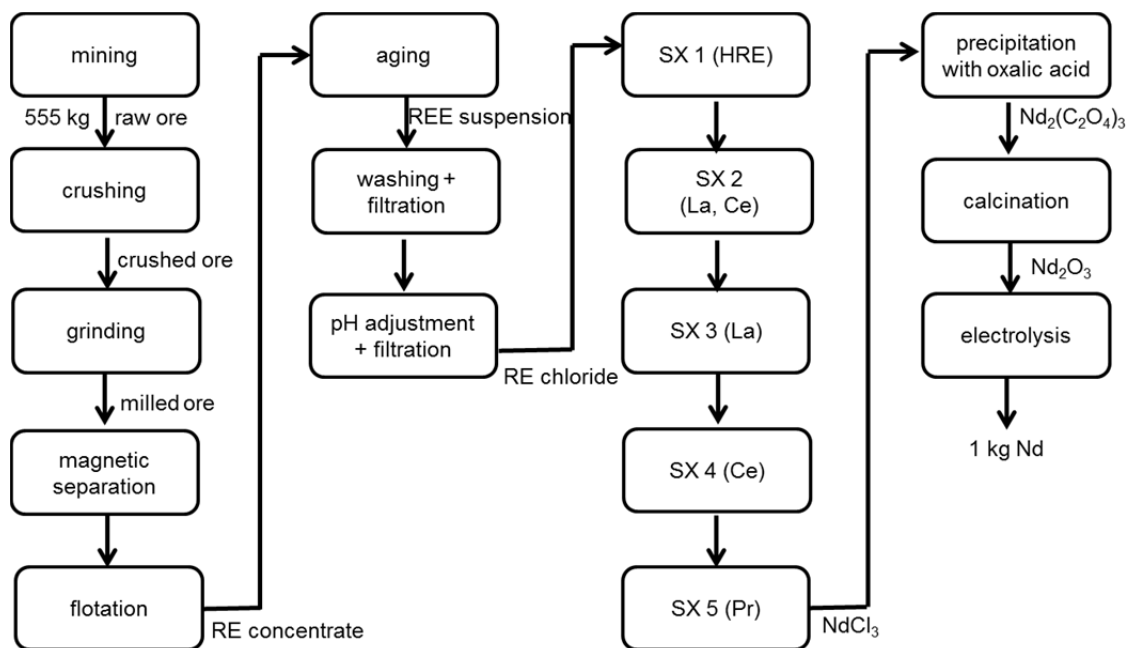 mining
555 kg raw ore
crushing
crushed ore
grinding
milled ore
magnetic
separation
flotation
RE concentrate
aging
REE suspension
washing +
filtration
pH adjustment
+ filtration
RE chloride
SX 1 (HRE)
SX 2
(La, Ce)
SX 3 (La)
SX 4 (Ce)
SX 5 (Pr)
NdCl₃
precipitation
with oxalic acid
Nd₂(C₂O₄)₃
calcination
Nd₂O₃
electrolysis
1 kg Nd